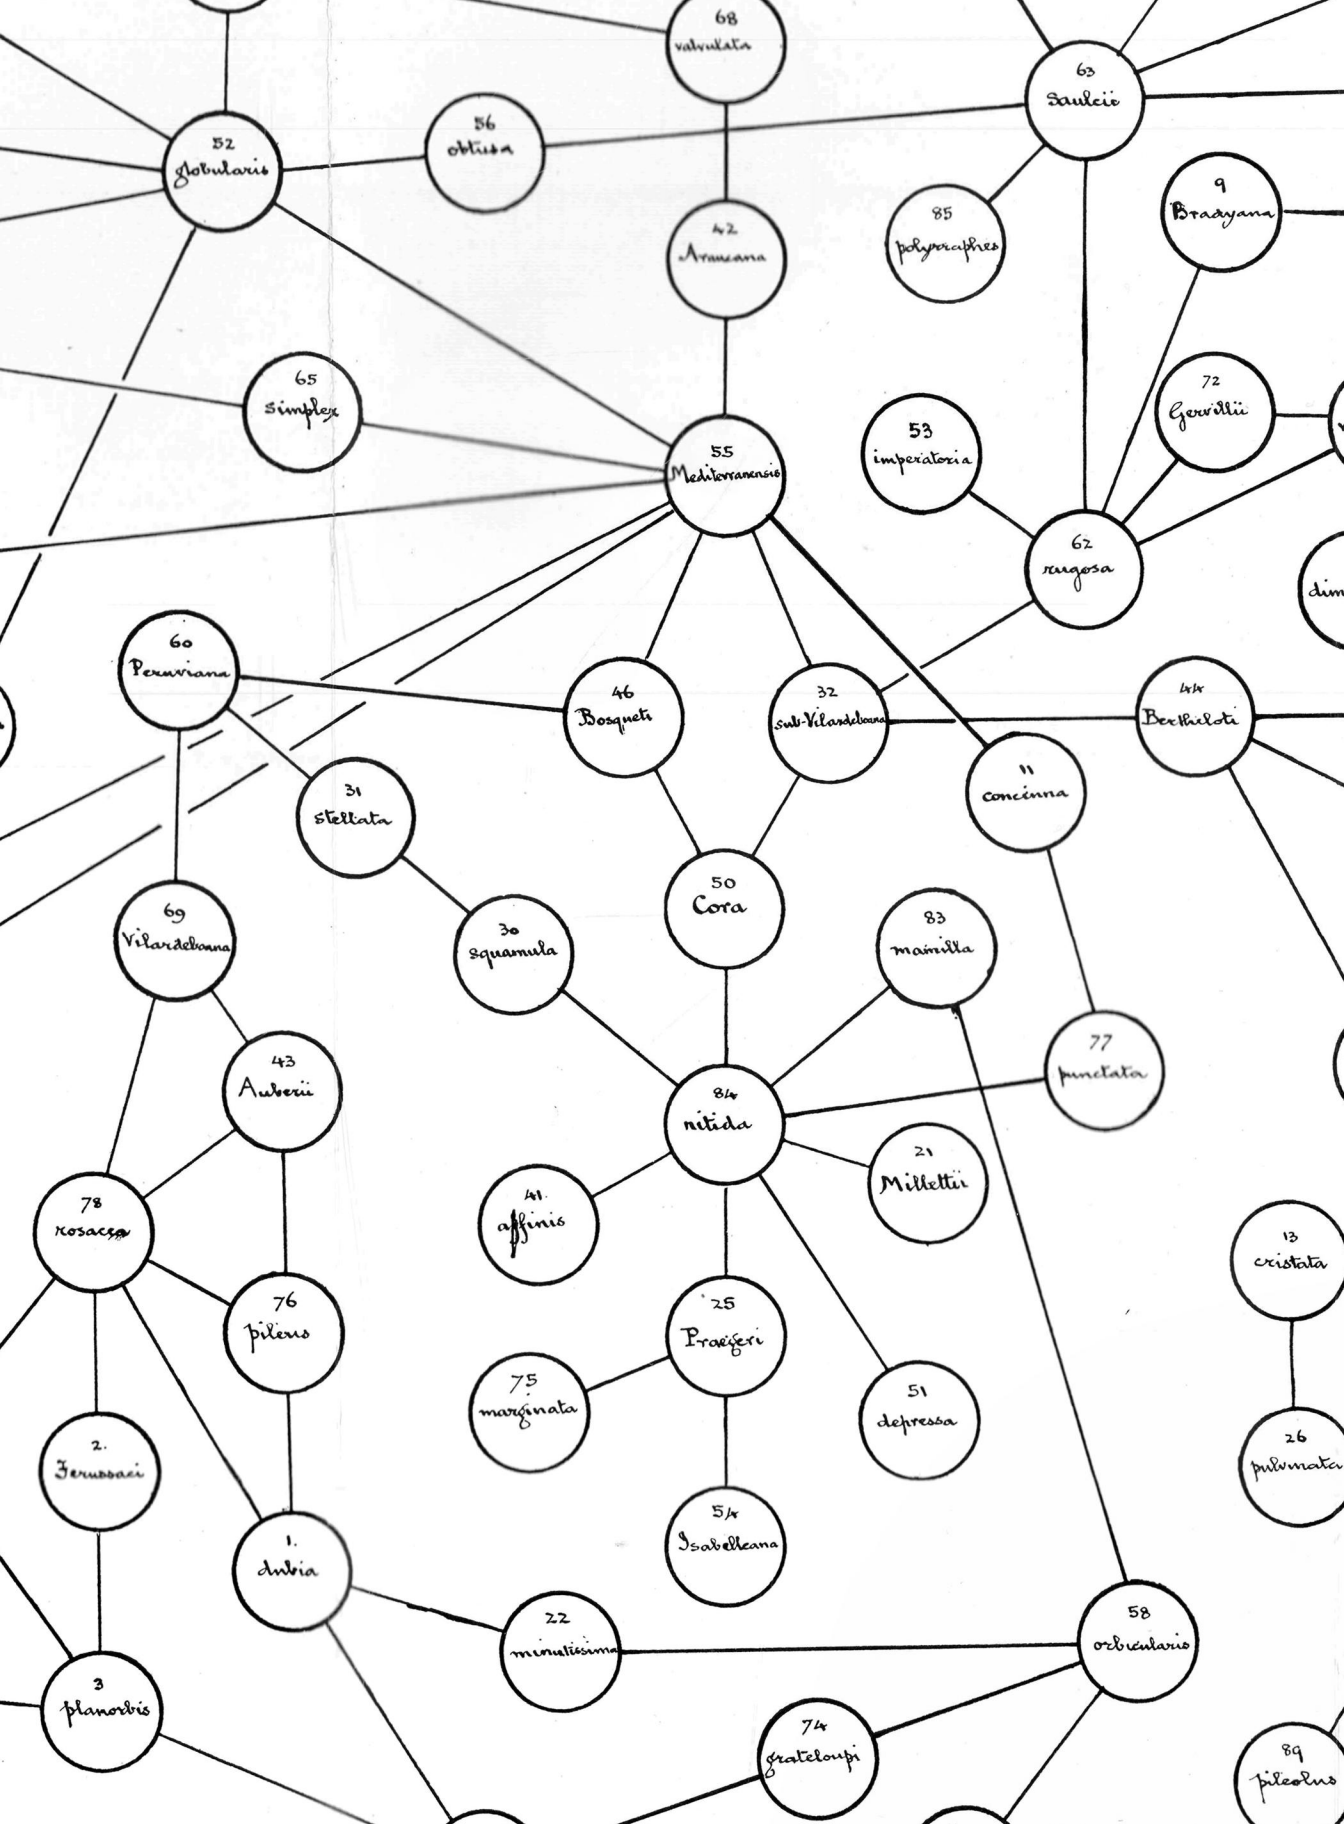 68
valvulata
63
Saulcii
52
globularis
56
obtusa
9
Bradyana
85
42
Araucana
65
simplex
72
Gervillii
53
imperatoria
55
Mediterranensis
62
rugosa
dim
60
Peruviana
46
Bosqueti
32
sub-Vilardeboana
44
Bertheloti
31
stellata
11
concinna
50
Cora
69
Vilardeboana
30
squamula
83
mamilla
43
Auberii
77
punctata
84
nitida
21
Millettii
78
rosacea
41.
affinis
13
cristata
76
pileus
25
Praegeri
75
marginata
51
depressa
2.
Ferussaci
26
pulvinata
54
Isabelleana
1.
dubia
22
minutissima
58
orbicularis
3
planorbis
74
grateloupi
89
pileolus